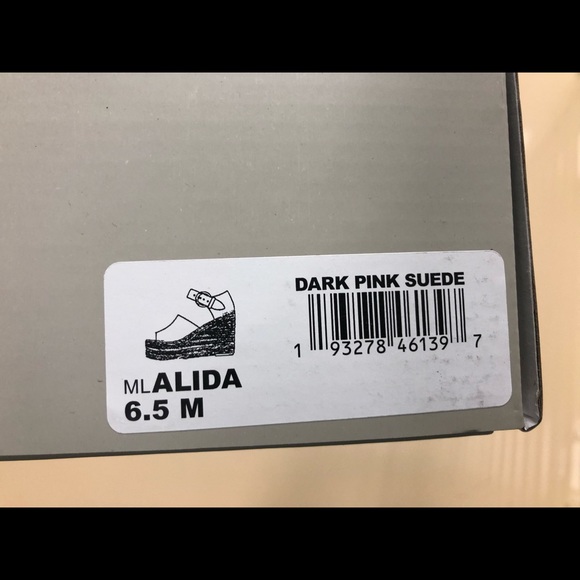 DARK PINK SUEDE
1 93278 46139 7
MLALIDA
6.5 M